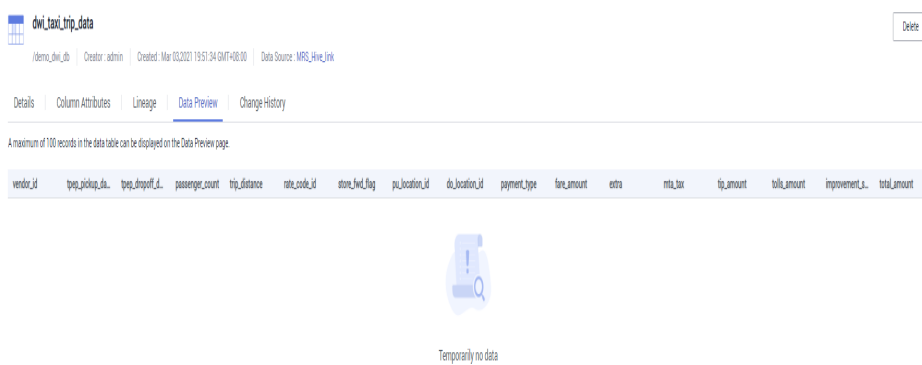 dwi_taxi_trip_data
Delete
/demo_dwi_db Creator : admin Created : Mar 03,2021 19:51:34 GMT+08:00 Data Source : MRS_Hive_link
Details Column Attributes Lineage Data Preview Change History
A maximum of 100 records in the data table can be displayed on the Data Preview page.
vendor_id tpep_pickup_da... tpep_dropoff_d... passenger_count trip_distance rate_code_id store_fwd_flag pu_location_id do_location_id payment_type fare_amount extra mta_tax tip_amount tolls_amount improvement_s... total_amount
Temporarily no data